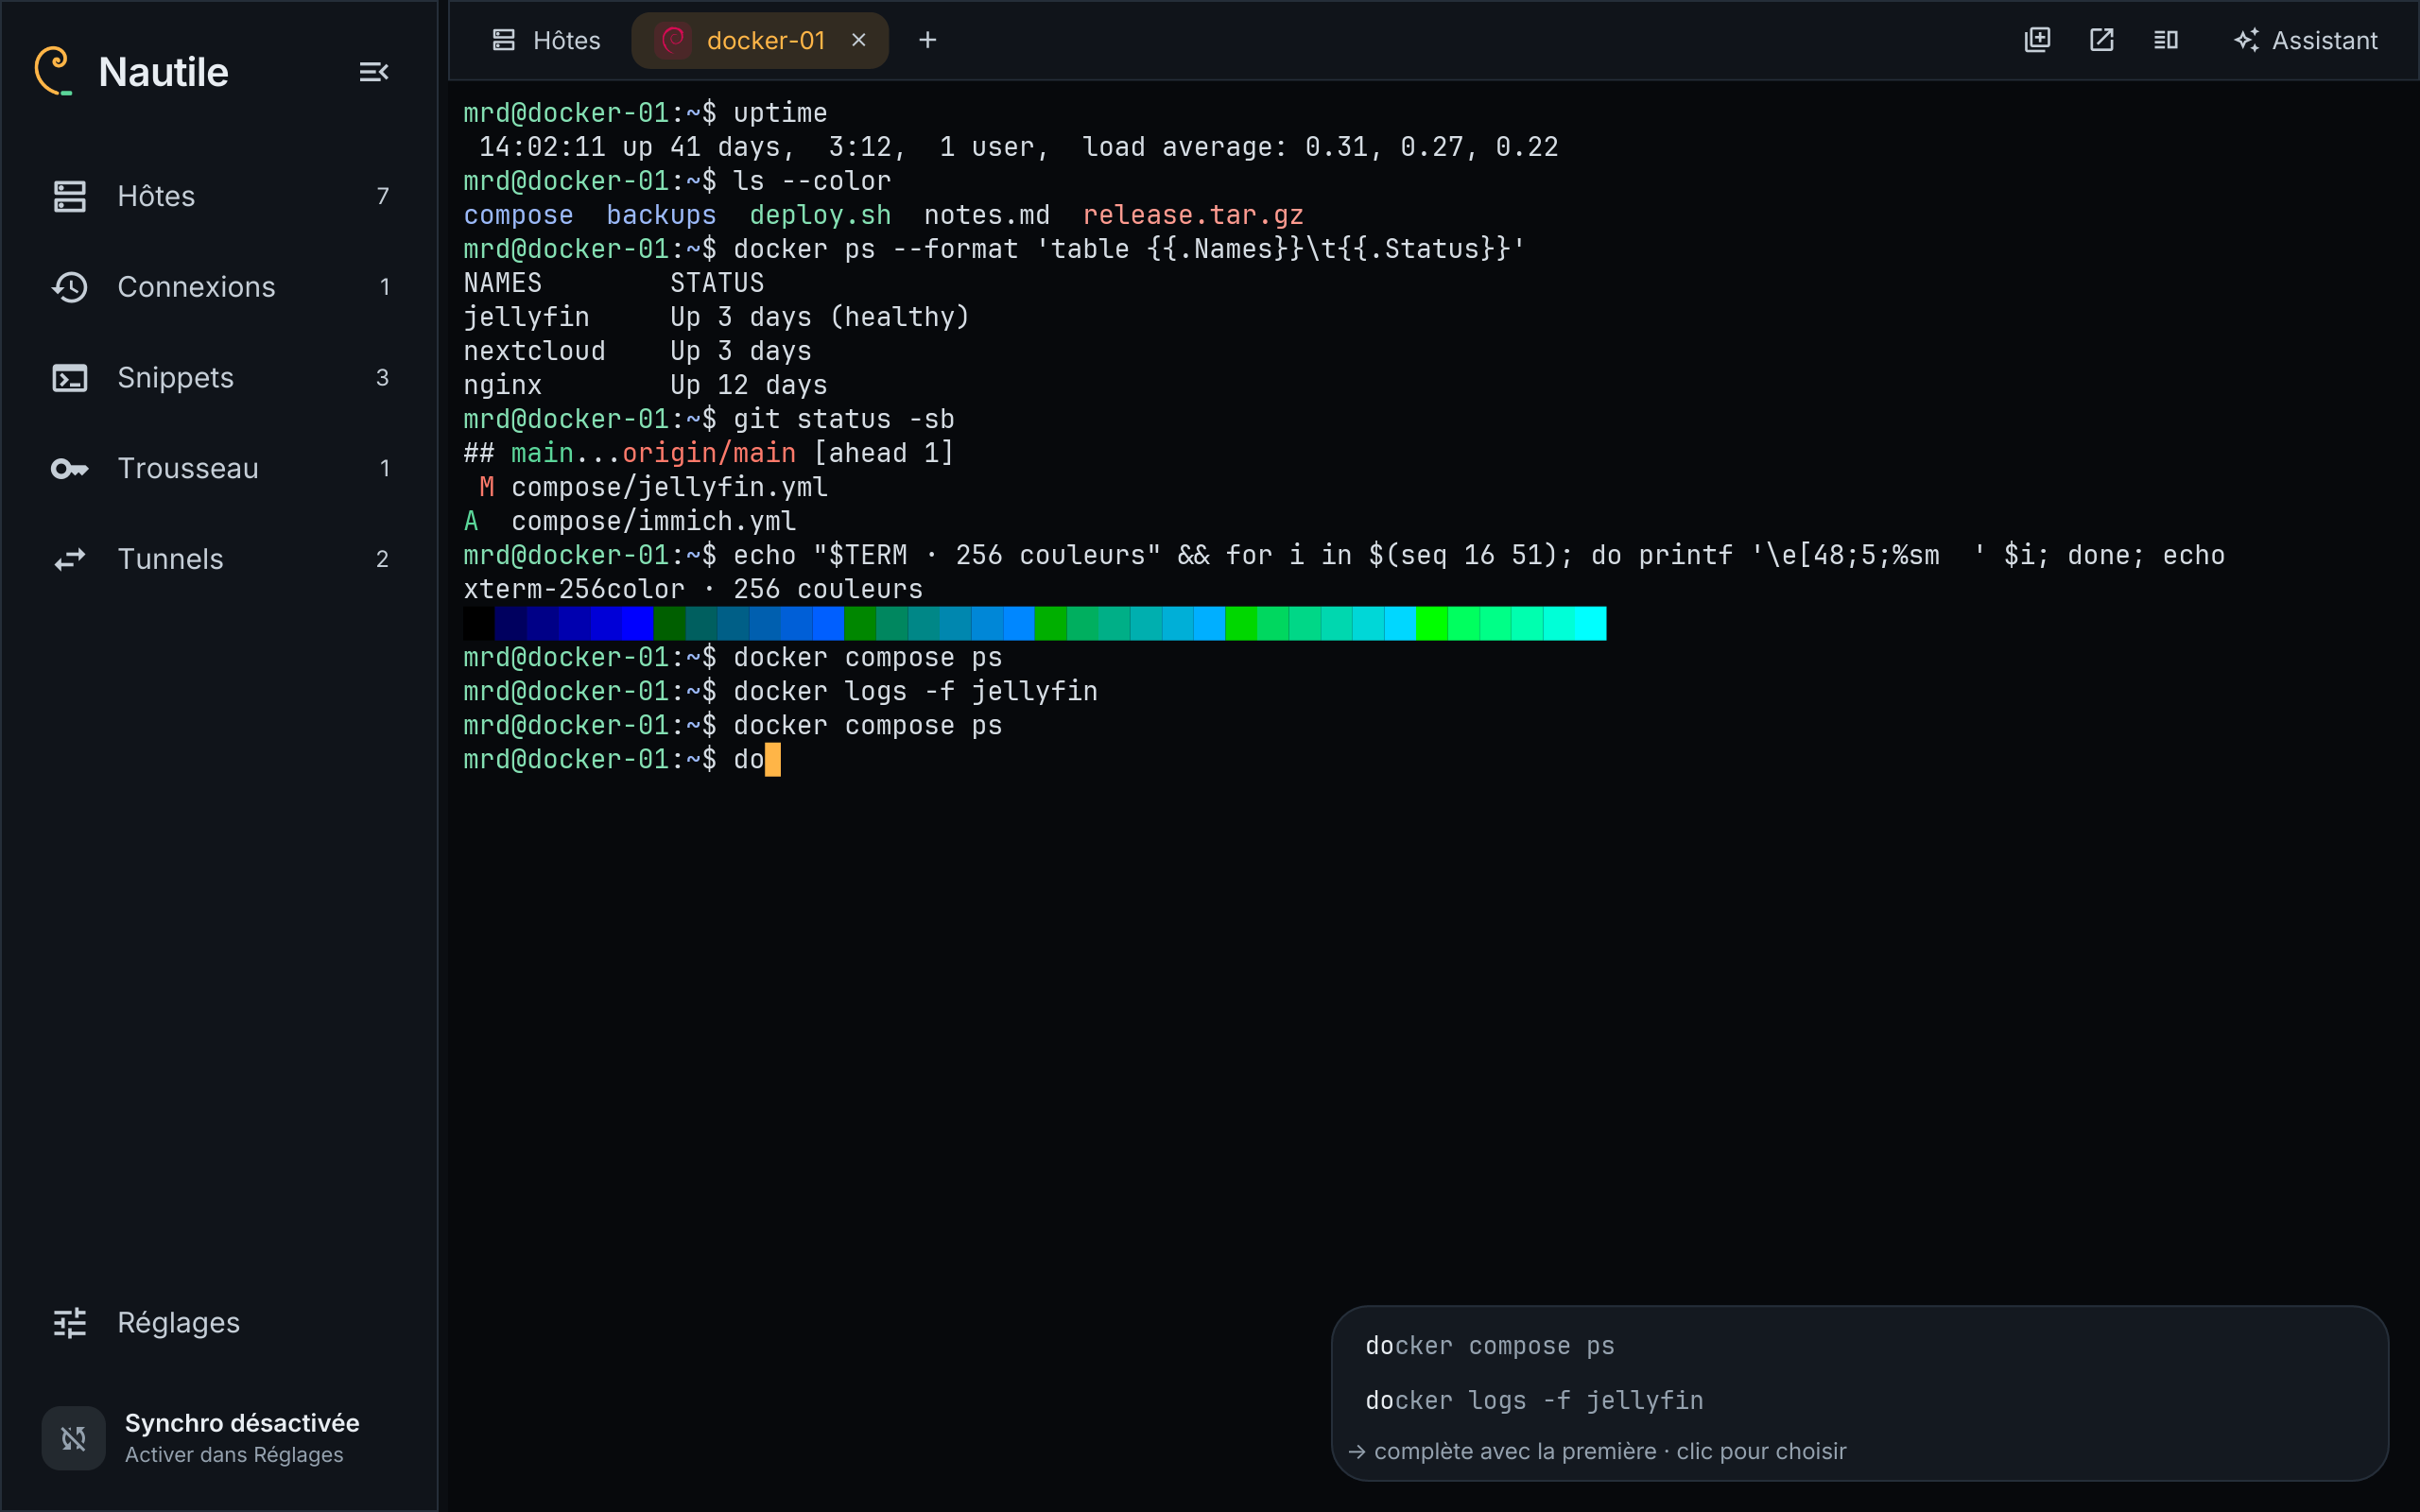 Nautile
Hôtes 7
Connexions 1
Snippets 3
Trousseau 1
Tunnels 2
Réglages
Synchro désactivée
Activer dans Réglages
Hôtes docker-01 × + Assistant
mrd@docker-01:~$ uptime
 14:02:11 up 41 days,  3:12,  1 user,  load average: 0.31, 0.27, 0.22
mrd@docker-01:~$ ls --color
compose  backups  deploy.sh  notes.md  release.tar.gz
mrd@docker-01:~$ docker ps --format 'table {{.Names}}\t{{.Status}}'
NAMES        STATUS
jellyfin     Up 3 days (healthy)
nextcloud    Up 3 days
nginx        Up 12 days
mrd@docker-01:~$ git status -sb
## main...origin/main [ahead 1]
 M compose/jellyfin.yml
A  compose/immich.yml
mrd@docker-01:~$ echo "$TERM · 256 couleurs" && for i in $(seq 16 51); do printf '\e[48;5;%sm  ' $i; done; echo
xterm-256color · 256 couleurs
mrd@docker-01:~$ docker compose ps
mrd@docker-01:~$ docker logs -f jellyfin
mrd@docker-01:~$ docker compose ps
mrd@docker-01:~$ do
docker compose ps
docker logs -f jellyfin
→ complète avec la première · clic pour choisir